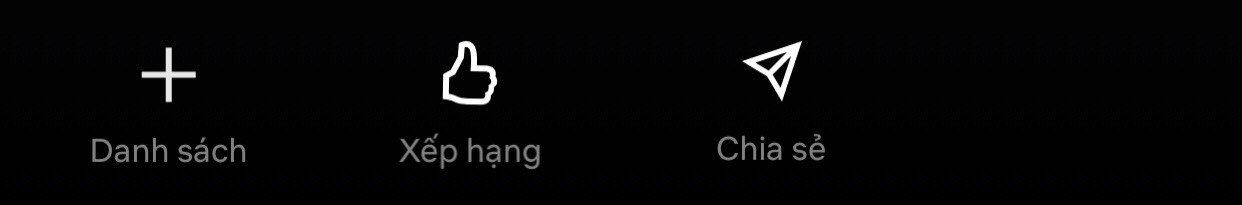 Danh sách
Xếp hạng
Chia sẻ